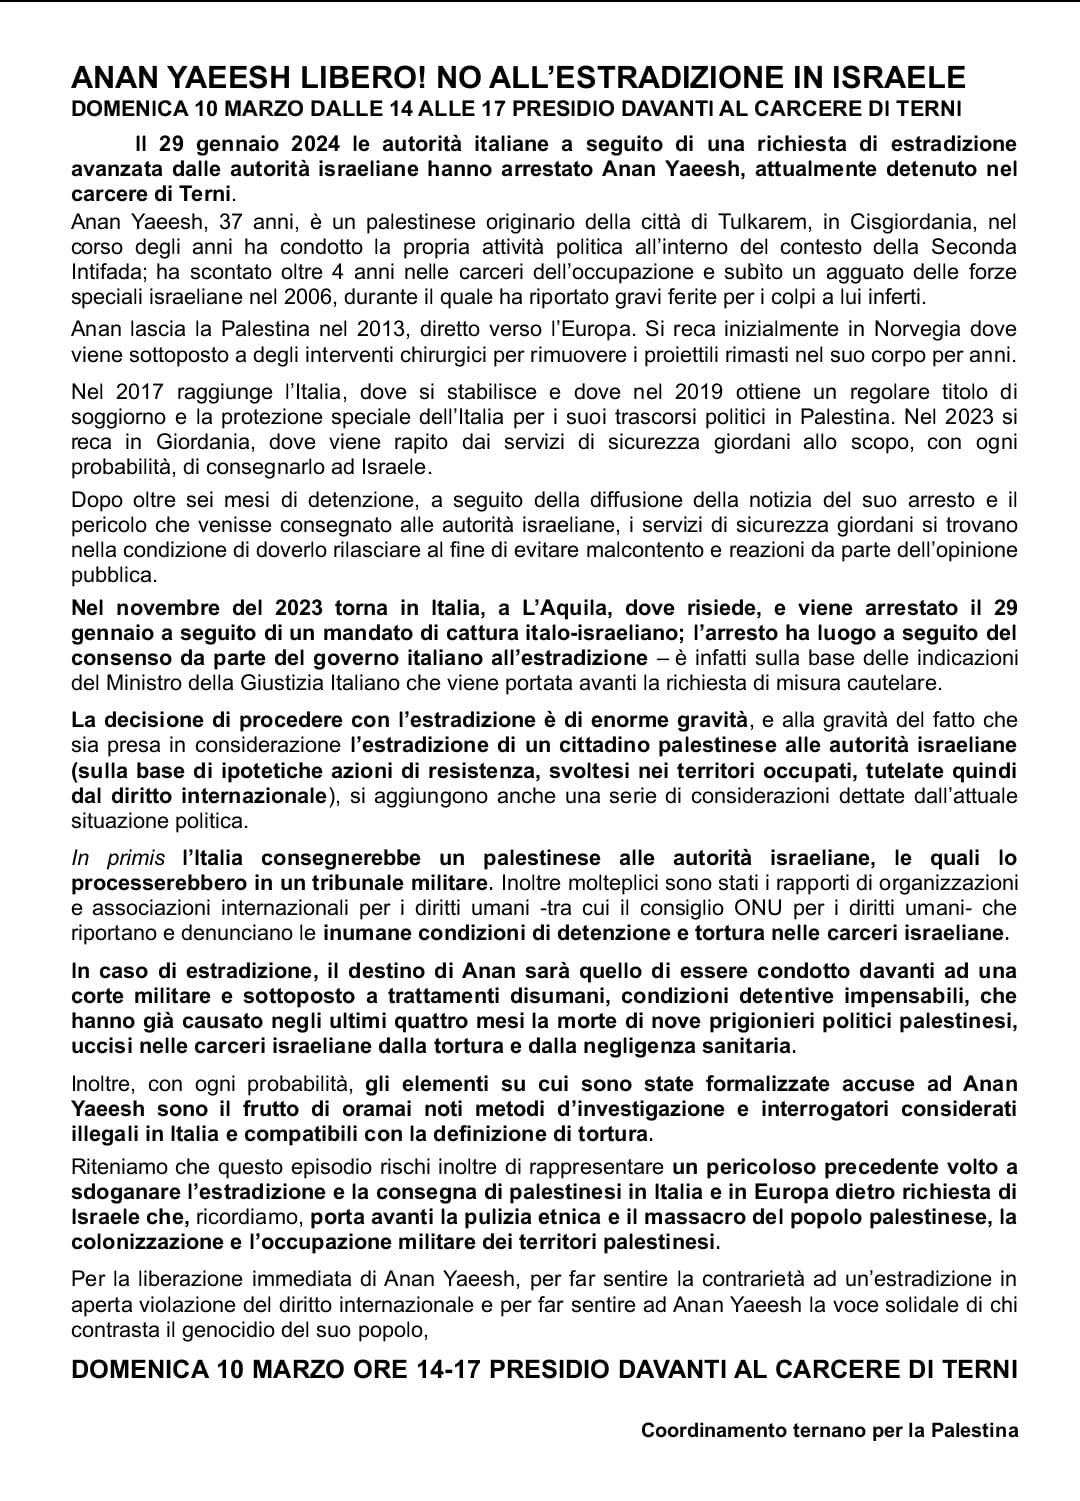 ANAN YAEESH LIBERO! NO ALL’ESTRADIZIONE IN ISRAELE
DOMENICA 10 MARZO DALLE 14 ALLE 17 PRESIDIO DAVANTI AL CARCERE DI TERNI
Il 29 gennaio 2024 le autorità italiane a seguito di una richiesta di estradizione
avanzata dalle autorità israeliane hanno arrestato Anan Yaeesh, attualmente detenuto nel
carcere di Terni.
Anan Yaeesh, 37 anni, è un palestinese originario della città di Tulkarem, in Cisgiordania, nel
corso degli anni ha condotto la propria attività politica all’interno del contesto della Seconda
Intifada; ha scontato oltre 4 anni nelle carceri dell’occupazione e subìto un agguato delle forze
speciali israeliane nel 2006, durante il quale ha riportato gravi ferite per i colpi a lui inferti.
Anan lascia la Palestina nel 2013, diretto verso l’Europa. Si reca inizialmente in Norvegia dove
viene sottoposto a degli interventi chirurgici per rimuovere i proiettili rimasti nel suo corpo per anni.
Nel 2017 raggiunge l’Italia, dove si stabilisce e dove nel 2019 ottiene un regolare titolo di
soggiorno e la protezione speciale dell’Italia per i suoi trascorsi politici in Palestina. Nel 2023 si
reca in Giordania, dove viene rapito dai servizi di sicurezza giordani allo scopo, con ogni
probabilità, di consegnarlo ad Israele.
Dopo oltre sei mesi di detenzione, a seguito della diffusione della notizia del suo arresto e il
pericolo che venisse consegnato alle autorità israeliane, i servizi di sicurezza giordani si trovano
nella condizione di doverlo rilasciare al fine di evitare malcontento e reazioni da parte dell’opinione
pubblica.
Nel novembre del 2023 torna in Italia, a L’Aquila, dove risiede, e viene arrestato il 29
gennaio a seguito di un mandato di cattura italo-israeliano; l’arresto ha luogo a seguito del
consenso da parte del governo italiano all’estradizione – è infatti sulla base delle indicazioni
del Ministro della Giustizia Italiano che viene portata avanti la richiesta di misura cautelare.
La decisione di procedere con l’estradizione è di enorme gravità, e alla gravità del fatto che
sia presa in considerazione l’estradizione di un cittadino palestinese alle autorità israeliane
(sulla base di ipotetiche azioni di resistenza, svoltesi nei territori occupati, tutelate quindi
dal diritto internazionale), si aggiungono anche una serie di considerazioni dettate dall’attuale
situazione politica.
In primis l’Italia consegnerebbe un palestinese alle autorità israeliane, le quali lo
processerebbero in un tribunale militare. Inoltre molteplici sono stati i rapporti di organizzazioni
e associazioni internazionali per i diritti umani -tra cui il consiglio ONU per i diritti umani- che
riportano e denunciano le inumane condizioni di detenzione e tortura nelle carceri israeliane.
In caso di estradizione, il destino di Anan sarà quello di essere condotto davanti ad una
corte militare e sottoposto a trattamenti disumani, condizioni detentive impensabili, che
hanno già causato negli ultimi quattro mesi la morte di nove prigionieri politici palestinesi,
uccisi nelle carceri israeliane dalla tortura e dalla negligenza sanitaria.
Inoltre, con ogni probabilità, gli elementi su cui sono state formalizzate accuse ad Anan
Yaeesh sono il frutto di oramai noti metodi d’investigazione e interrogatori considerati
illegali in Italia e compatibili con la definizione di tortura.
Riteniamo che questo episodio rischi inoltre di rappresentare un pericoloso precedente volto a
sdoganare l’estradizione e la consegna di palestinesi in Italia e in Europa dietro richiesta di
Israele che, ricordiamo, porta avanti la pulizia etnica e il massacro del popolo palestinese, la
colonizzazione e l’occupazione militare dei territori palestinesi.
Per la liberazione immediata di Anan Yaeesh, per far sentire la contrarietà ad un’estradizione in
aperta violazione del diritto internazionale e per far sentire ad Anan Yaeesh la voce solidale di chi
contrasta il genocidio del suo popolo,
DOMENICA 10 MARZO ORE 14-17 PRESIDIO DAVANTI AL CARCERE DI TERNI
Coordinamento ternano per la Palestina